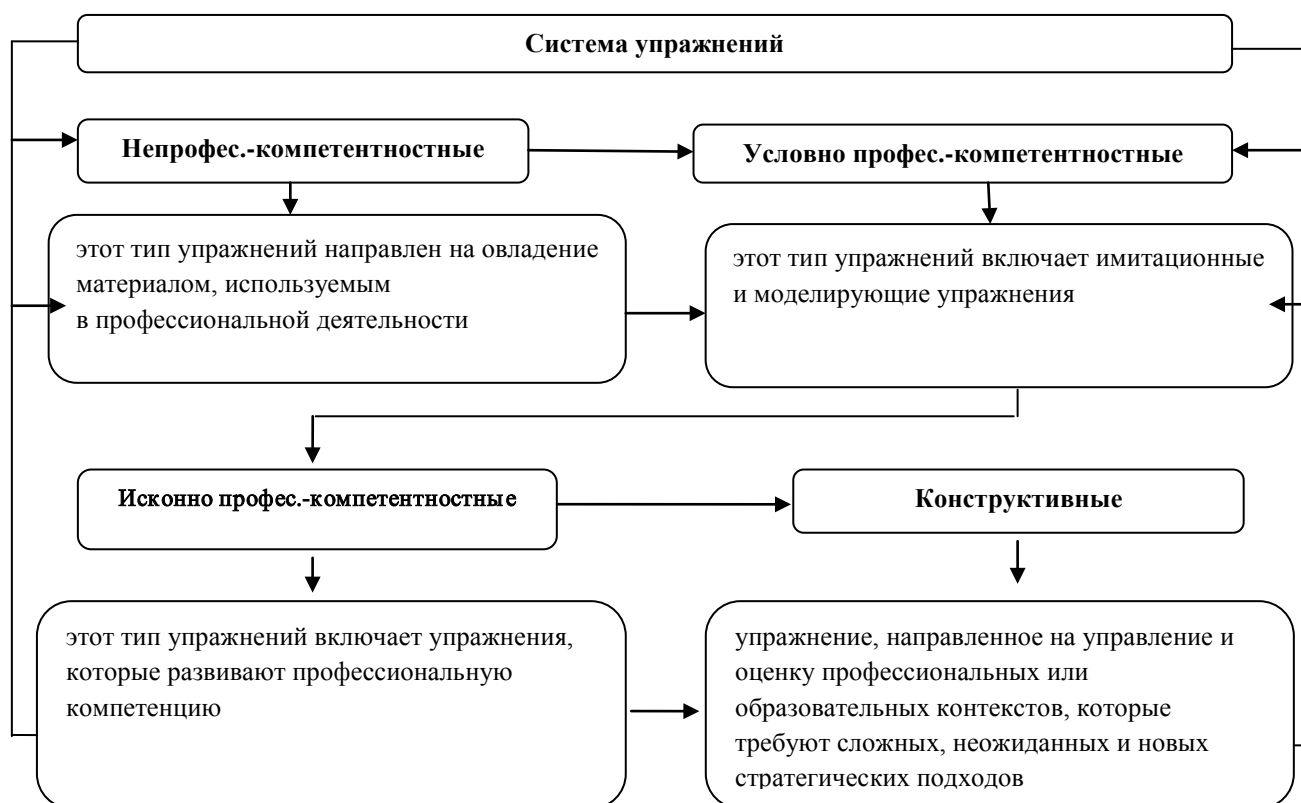 Система упражнений
Непрофес.-компетентностные
Условно профес.-компетентностные
этот тип упражнений направлен на овладение
материалом, используемым
в профессиональной деятельности
этот тип упражнений включает имитационные
и моделирующие упражнения
Исконно профес.-компетентностные
Конструктивные
этот тип упражнений включает упражнения,
которые развивают профессиональную
компетенцию
упражнение, направленное на управление и
оценку профессиональных или
образовательных контекстов, которые
требуют сложных, неожиданных и новых
стратегических подходов